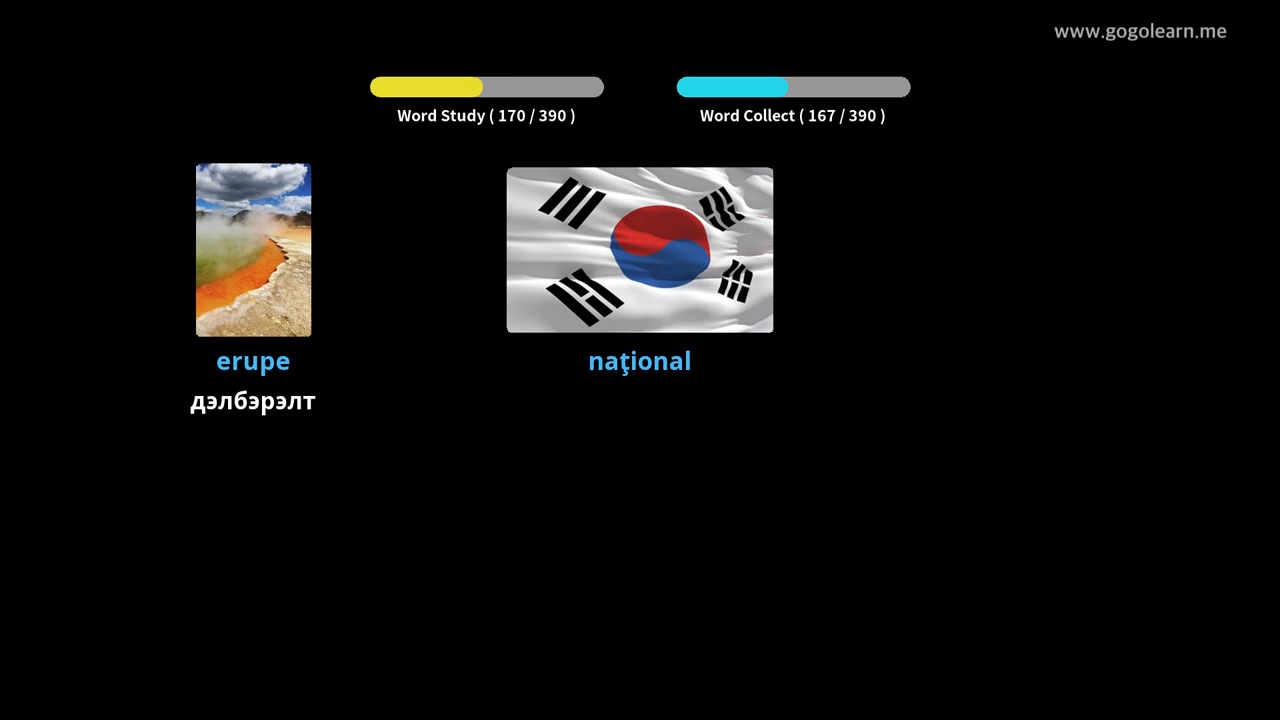 www.gogolearn.me
Word Study ( 170 / 390 )
Word Collect ( 167 / 390 )
erupe
дэлбэрэлт
naţional